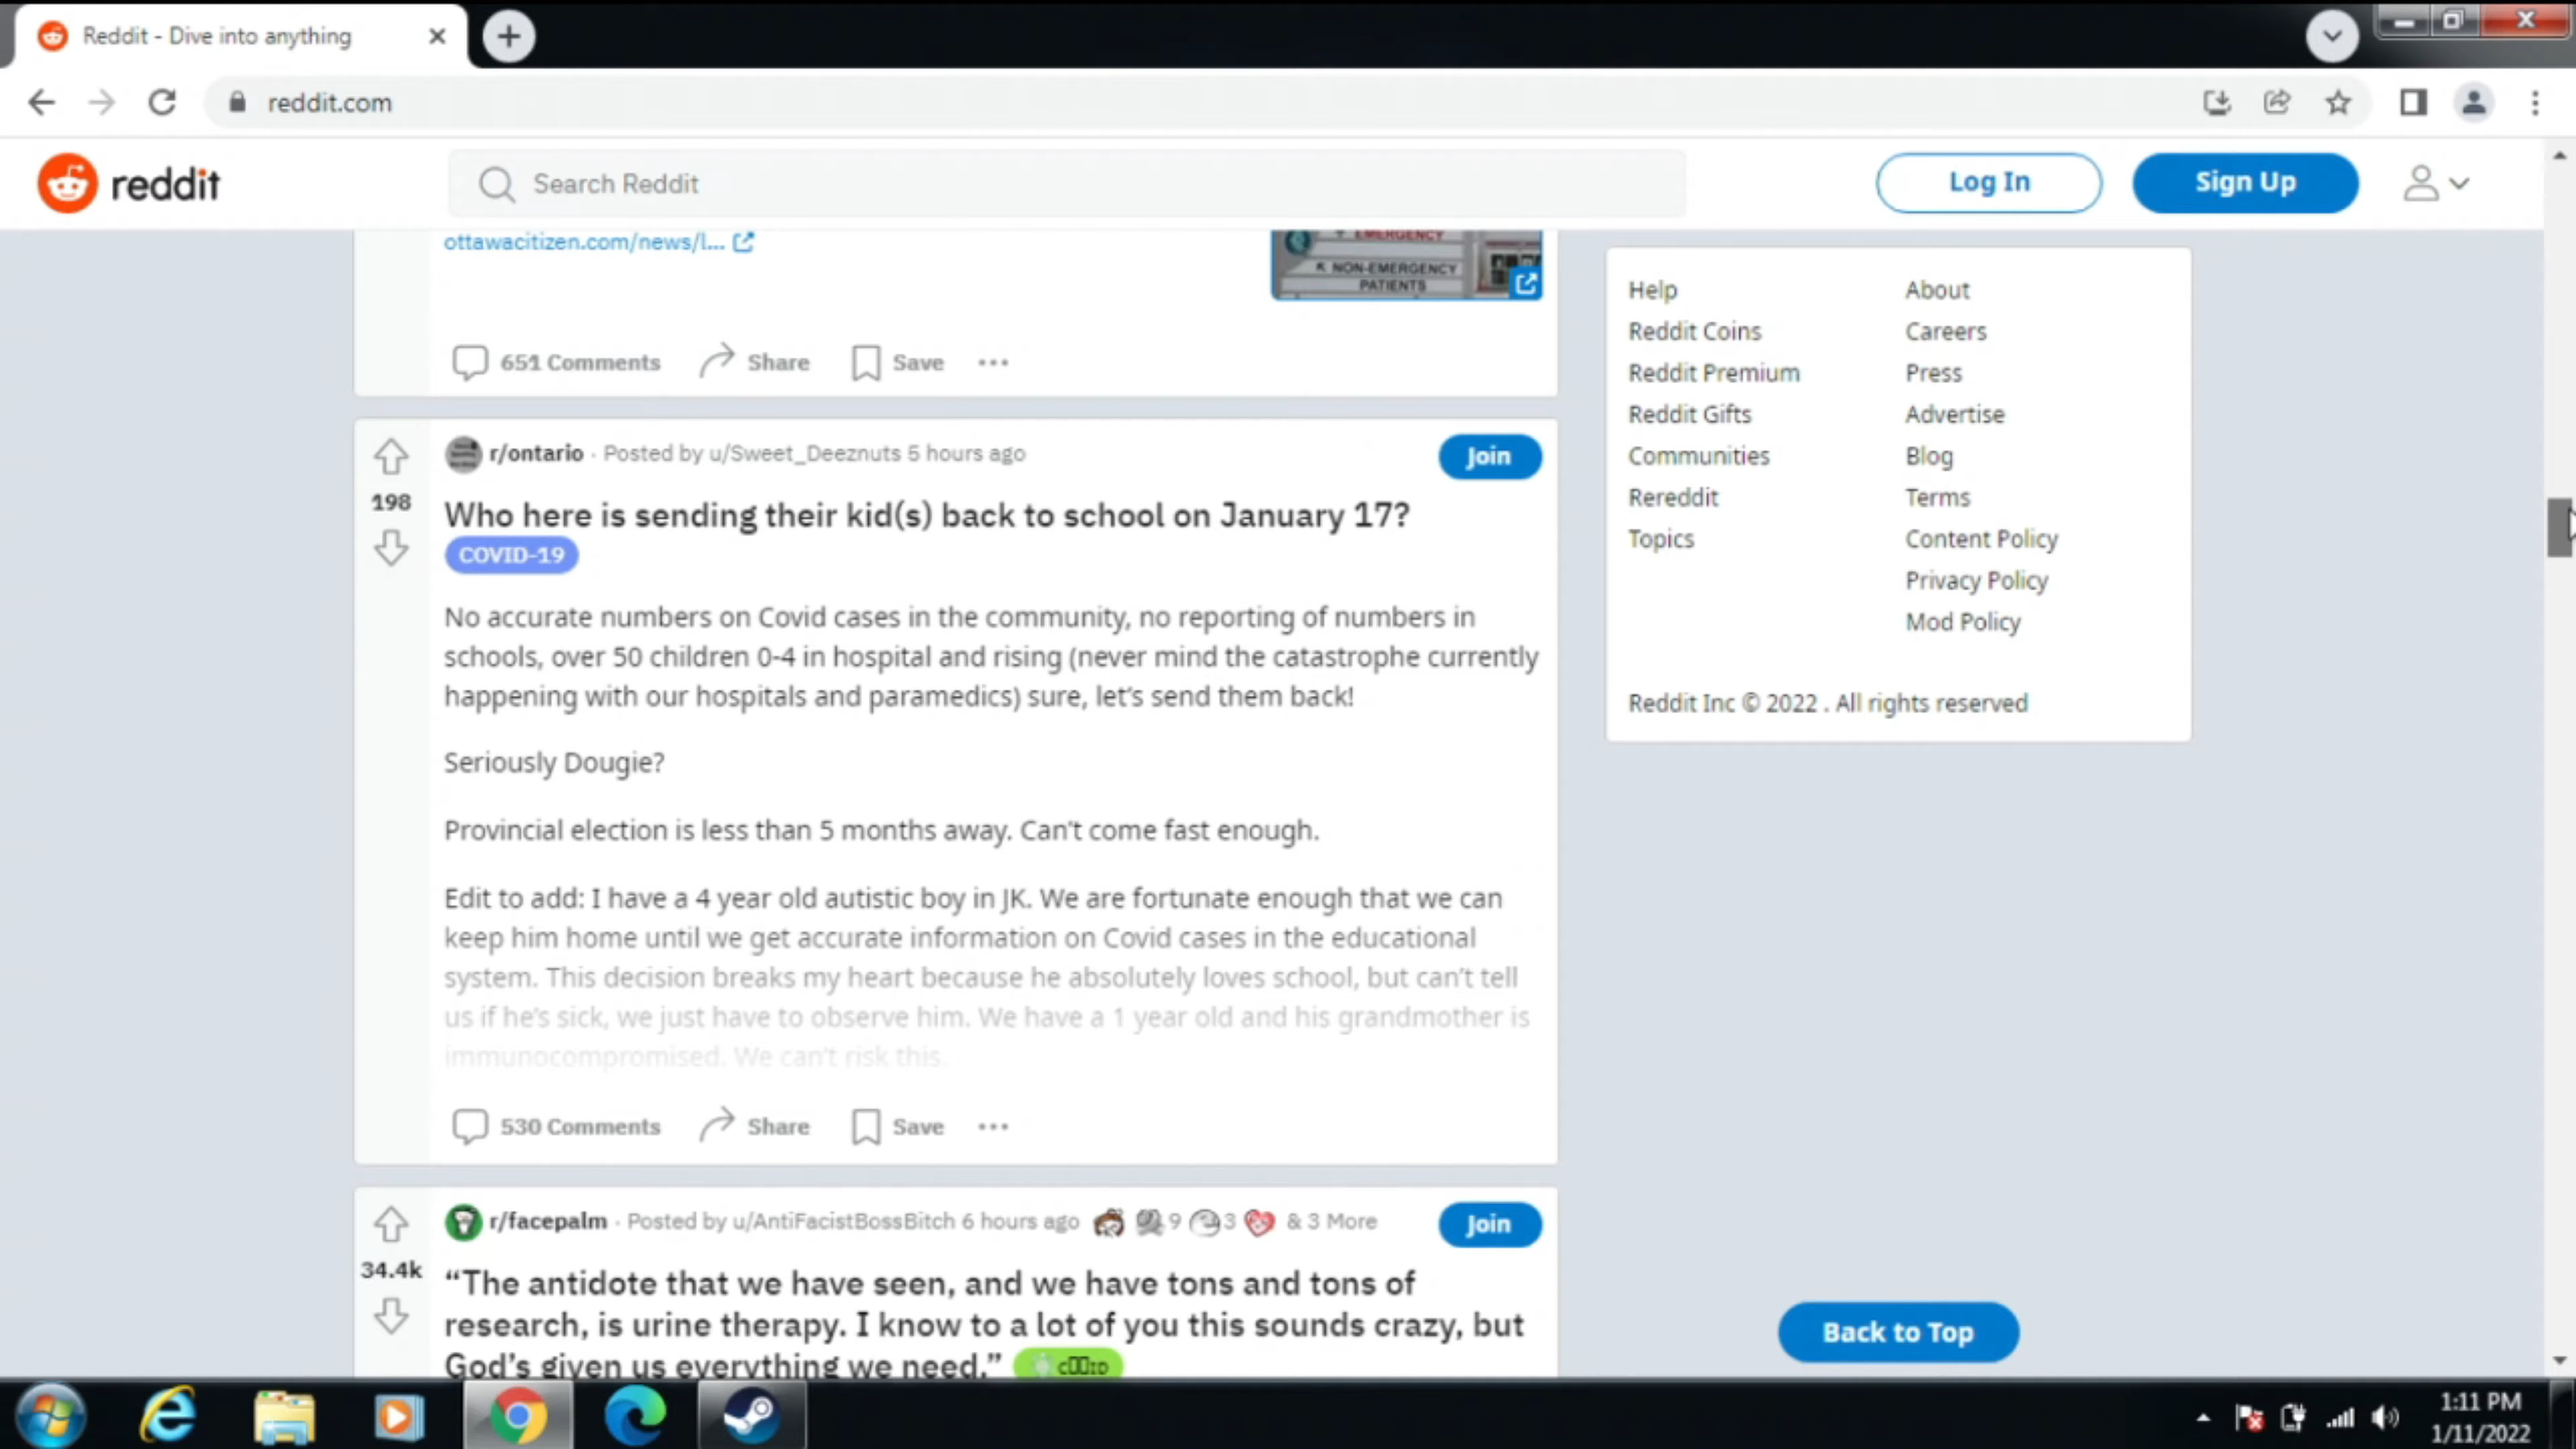 Reddit - Dive into anything
reddit.com
reddit
Search Reddit
Log In
Sign Up
ottawacitizen.com/news/l...
EMERGENCY
NON-EMERGENCY
PATIENTS
651 Comments
Share
Save
r/ontario · Posted by u/Sweet_Deeznuts 5 hours ago
Join
198
Who here is sending their kid(s) back to school on January 17?
COVID-19
No accurate numbers on Covid cases in the community, no reporting of numbers in
schools, over 50 children 0-4 in hospital and rising (never mind the catastrophe currently
happening with our hospitals and paramedics) sure, let's send them back!
Seriously Dougie?
Provincial election is less than 5 months away. Can't come fast enough.
Edit to add: I have a 4 year old autistic boy in JK. We are fortunate enough that we can
keep him home until we get accurate information on Covid cases in the educational
system. This decision breaks my heart because he absolutely loves school, but can't tell
us if he's sick, we just have to observe him. We have a 1 year old and his grandmother is
immunocompromised. We can't risk this.
530 Comments
Share
Save
r/facepalm · Posted by u/AntiFacistBossBitch 6 hours ago 9 3 & 3 More
Join
34.4k
“The antidote that we have seen, and we have tons and tons of
research, is urine therapy. I know to a lot of you this sounds crazy, but
God's given us everything we need.”
Help
Reddit Coins
Reddit Premium
Reddit Gifts
Communities
Rereddit
Topics
About
Careers
Press
Advertise
Blog
Terms
Content Policy
Privacy Policy
Mod Policy
Reddit Inc © 2022 . All rights reserved
Back to Top
1:11 PM
1/11/2022